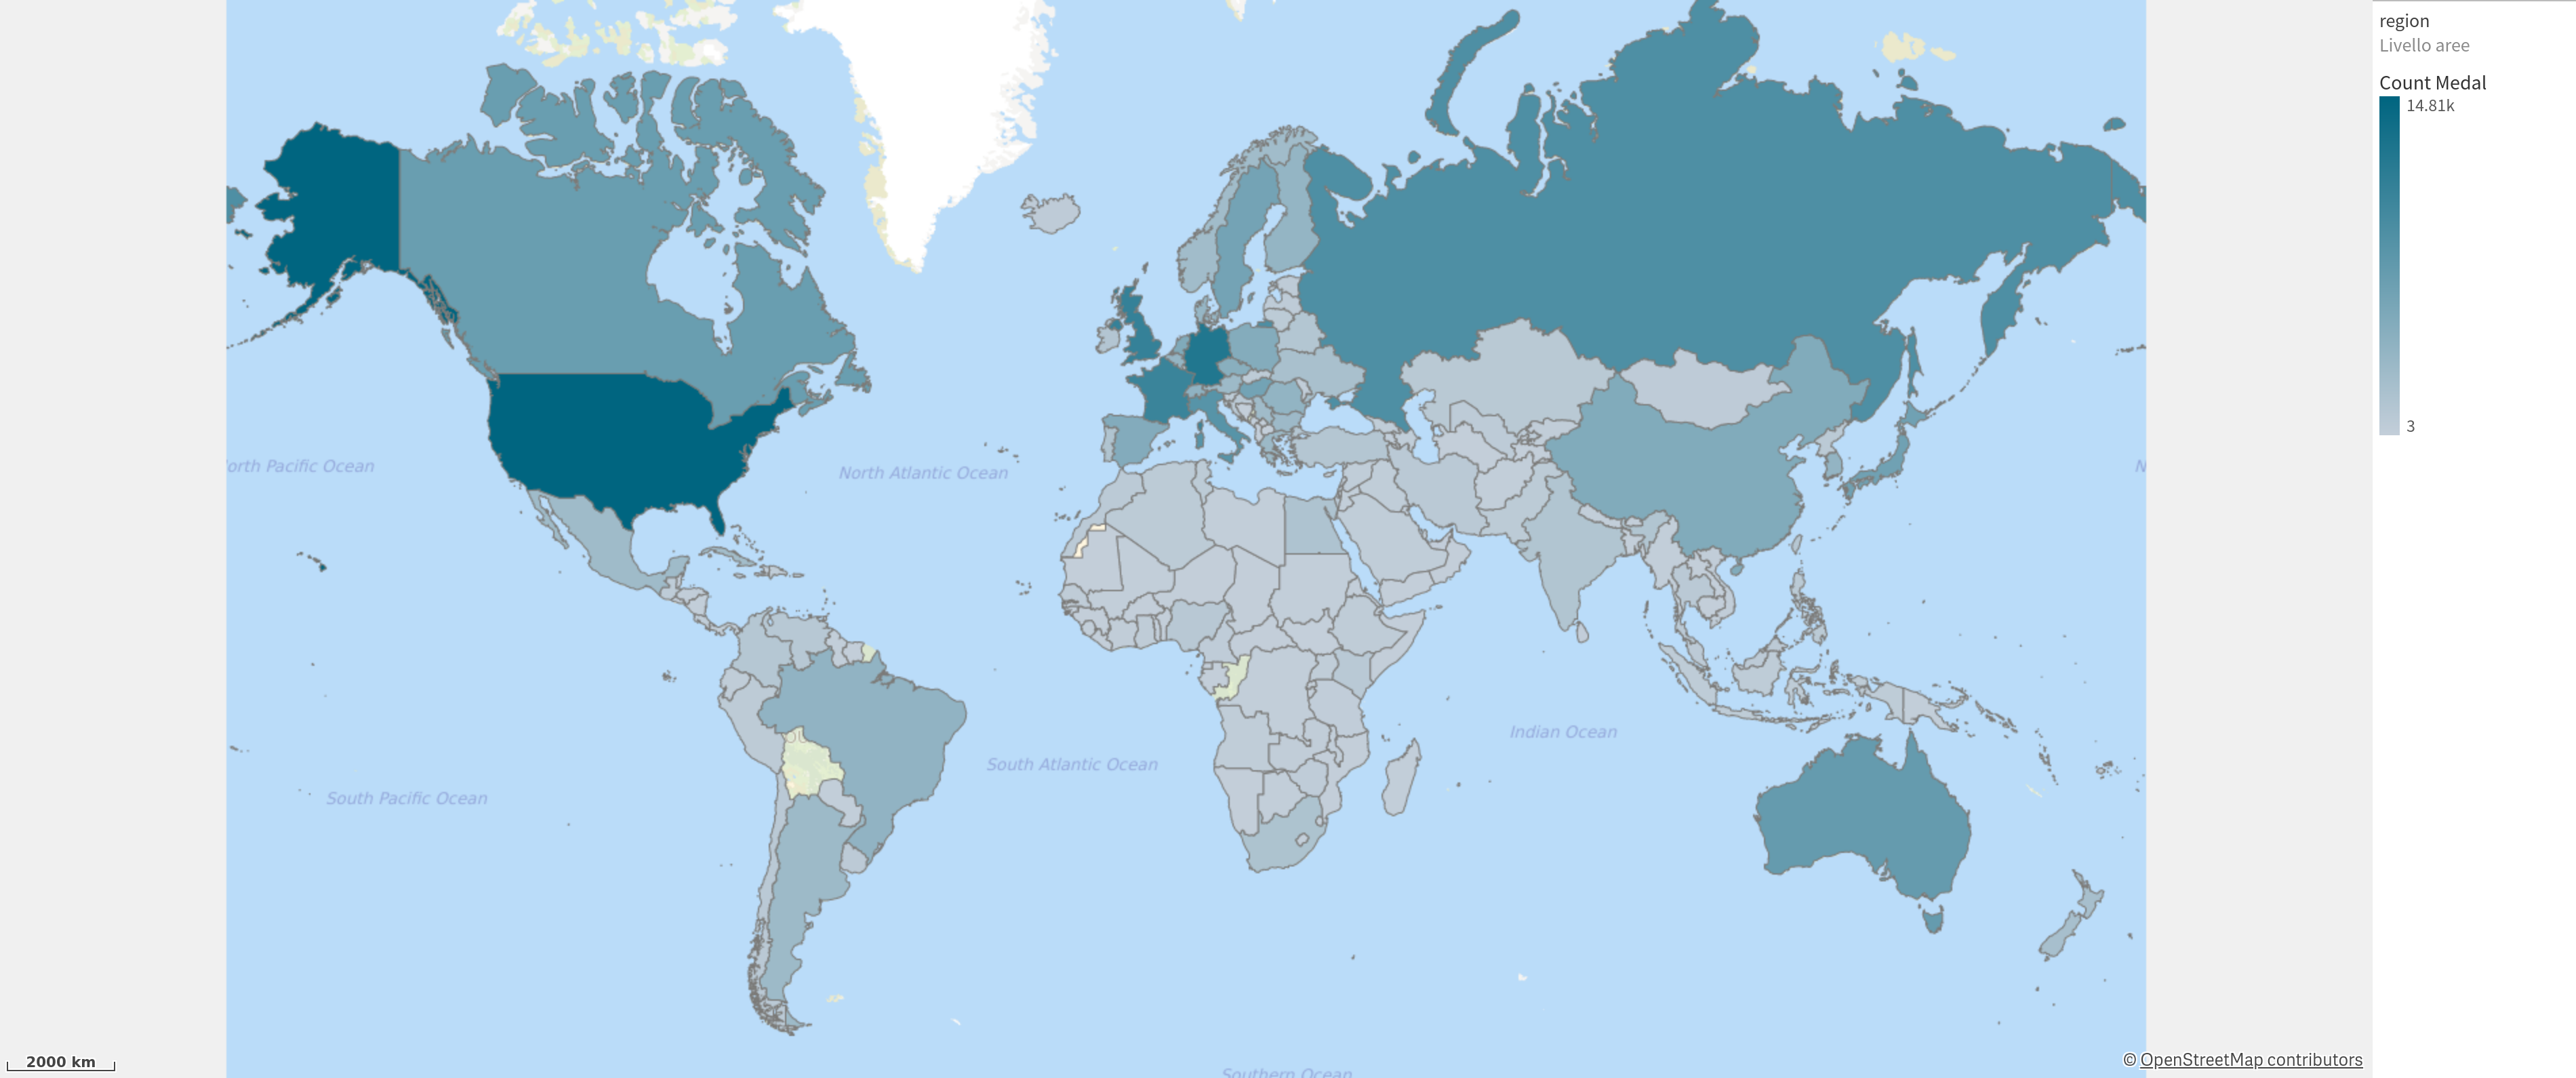 region
Livello aree
Count Medal
14.81k
3
orth Pacific Ocean
North Atlantic Ocean
N
South Atlantic Ocean
Indian Ocean
South Pacific Ocean
2000 km
© OpenStreetMap contributors
Southern Ocean